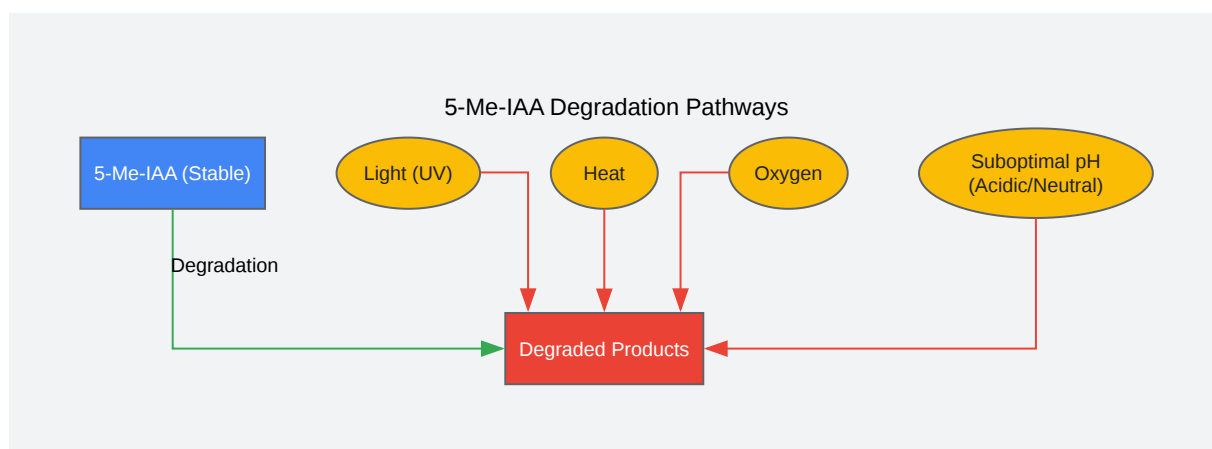 5-Me-IAA Degradation Pathways
5-Me-IAA (Stable)
Light (UV)
Heat
Oxygen
Suboptimal pH
(Acidic/Neutral)
Degradation
Degraded Products